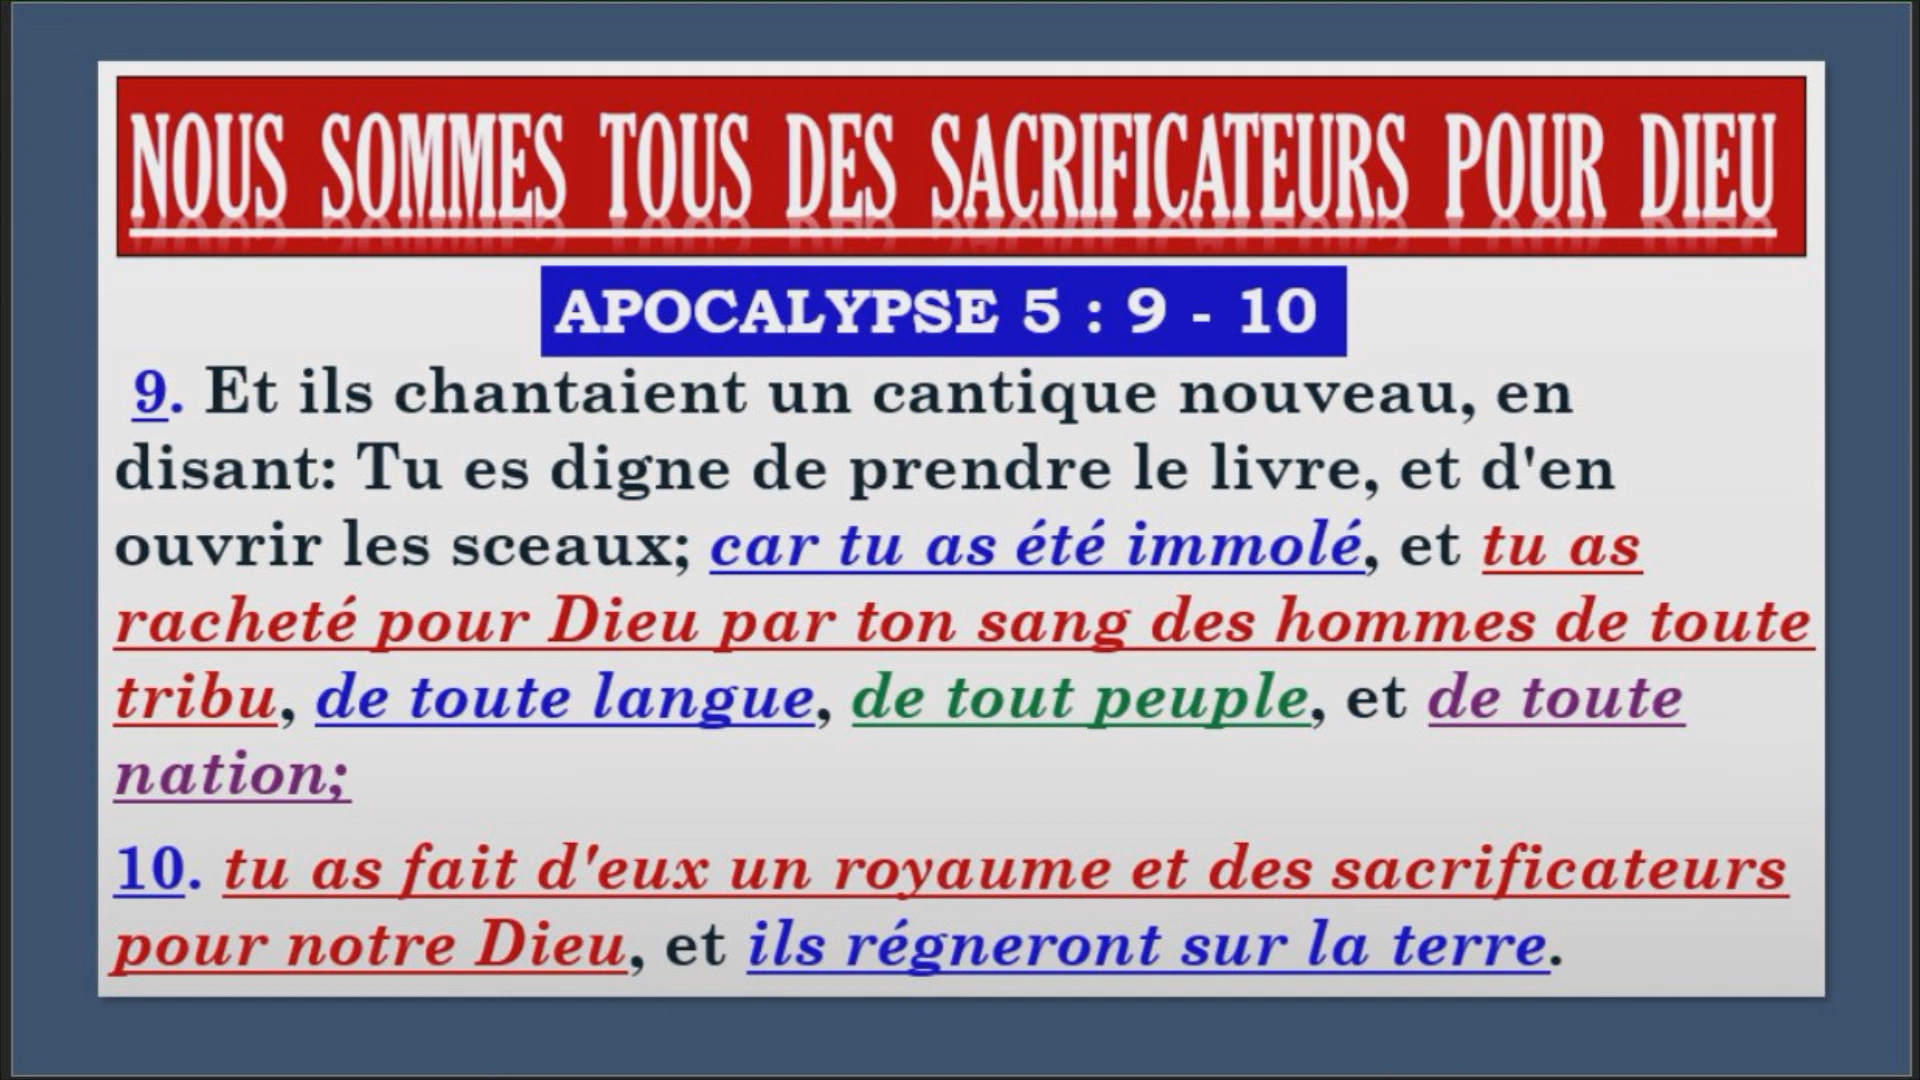 NOUS SOMMES TOUS DES SACRIFICATEURS POUR DIEU
APOCALYPSE 5 : 9 - 10
9. Et ils chantaient un cantique nouveau, en
disant: Tu es digne de prendre le livre, et d'en
ouvrir les sceaux; car tu as été immolé, et tu as
racheté pour Dieu par ton sang des hommes de toute
tribu, de toute langue, de tout peuple, et de toute
nation;
10. tu as fait d'eux un royaume et des sacrificateurs
pour notre Dieu, et ils régneront sur la terre.